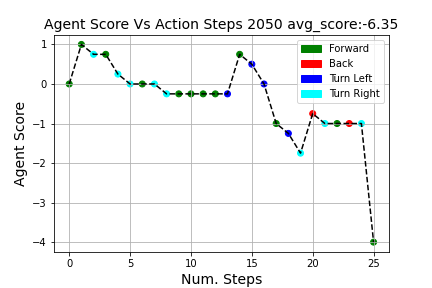 Agent Score Vs Action Steps 2050 avg_score:-6.35
Agent Score
1
0
−1
−2
−3
−4
Forward
Back
Turn Left
Turn Right
0 5 10 15 20 25
Num. Steps